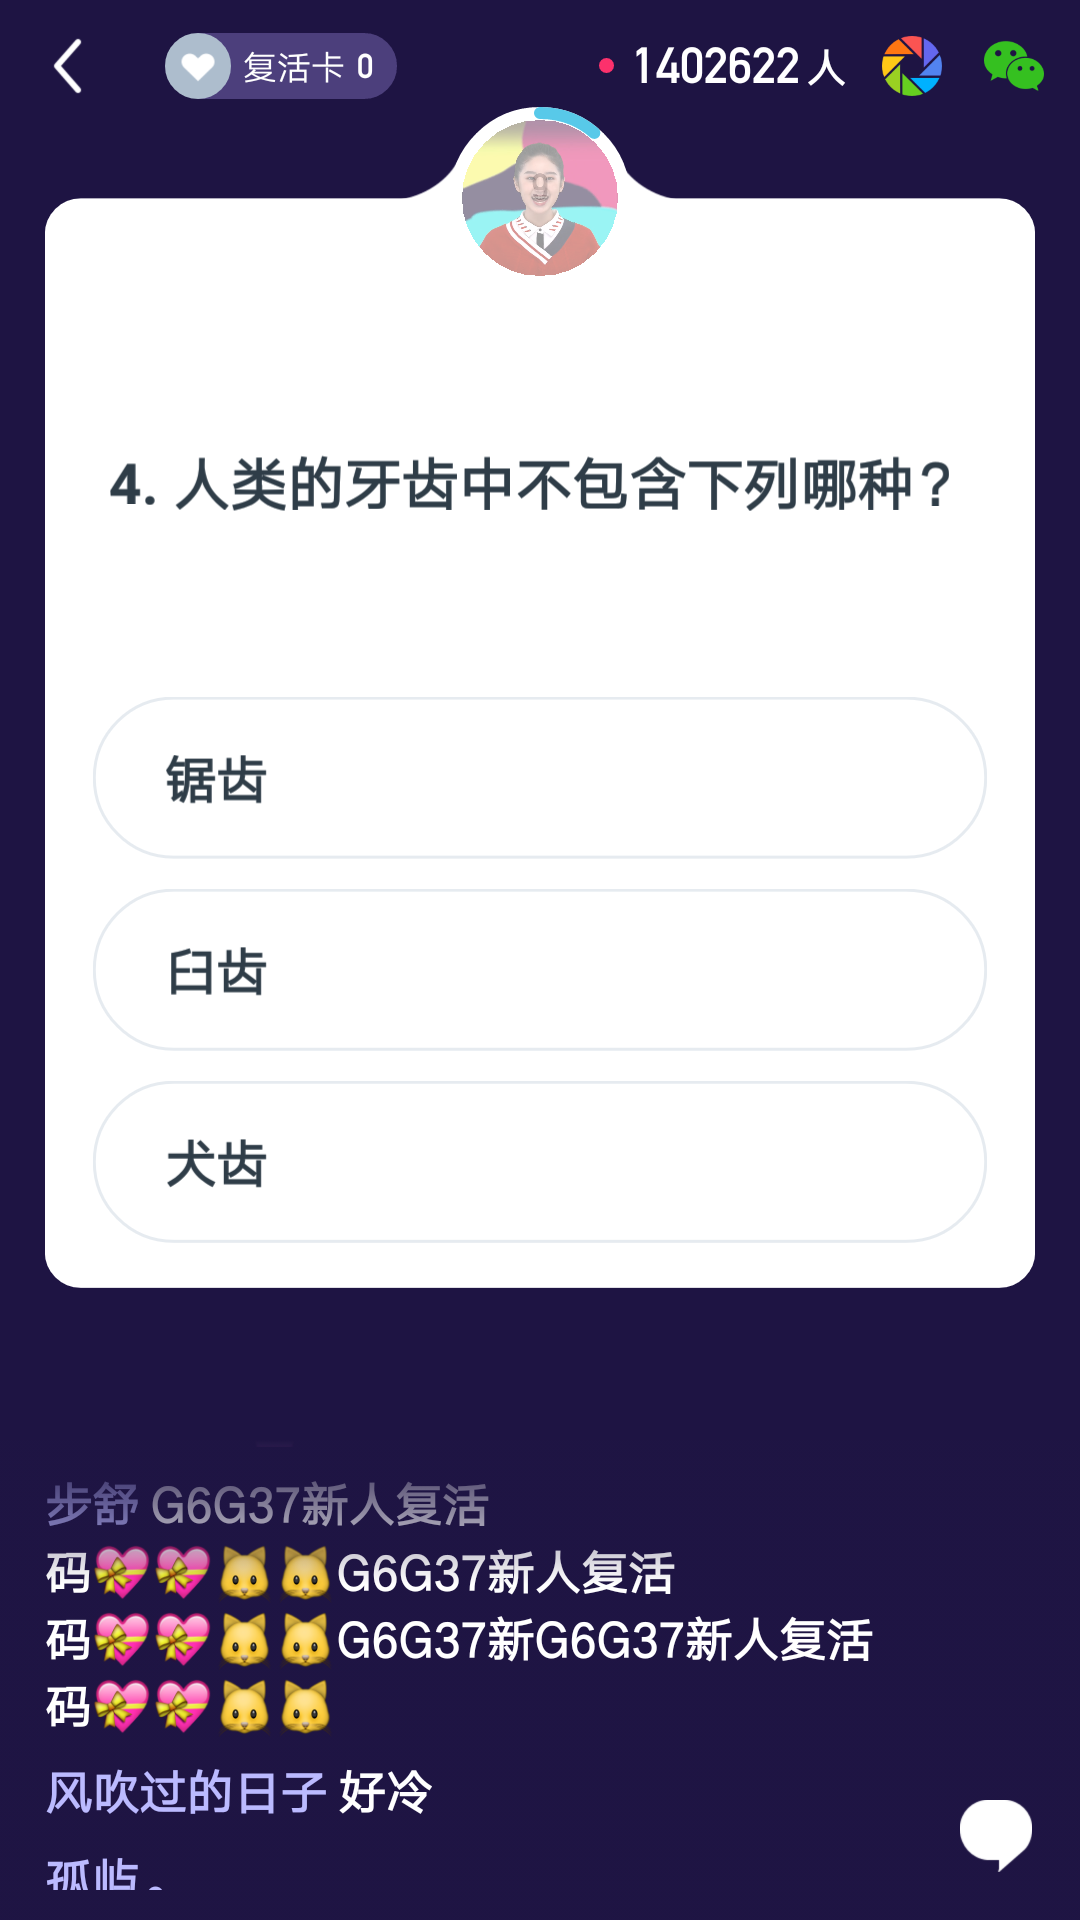 复活卡 0
1402622 人
4. 人类的牙齿中不包含下列哪种?
锯齿
臼齿
犬齿
步舒 G6G37新人复活
码💝💝🐱🐱G6G37新人复活
码💝💝🐱🐱G6G37新G6G37新人复活
码💝💝🐱🐱
风吹过的日子 好冷
孤屿。